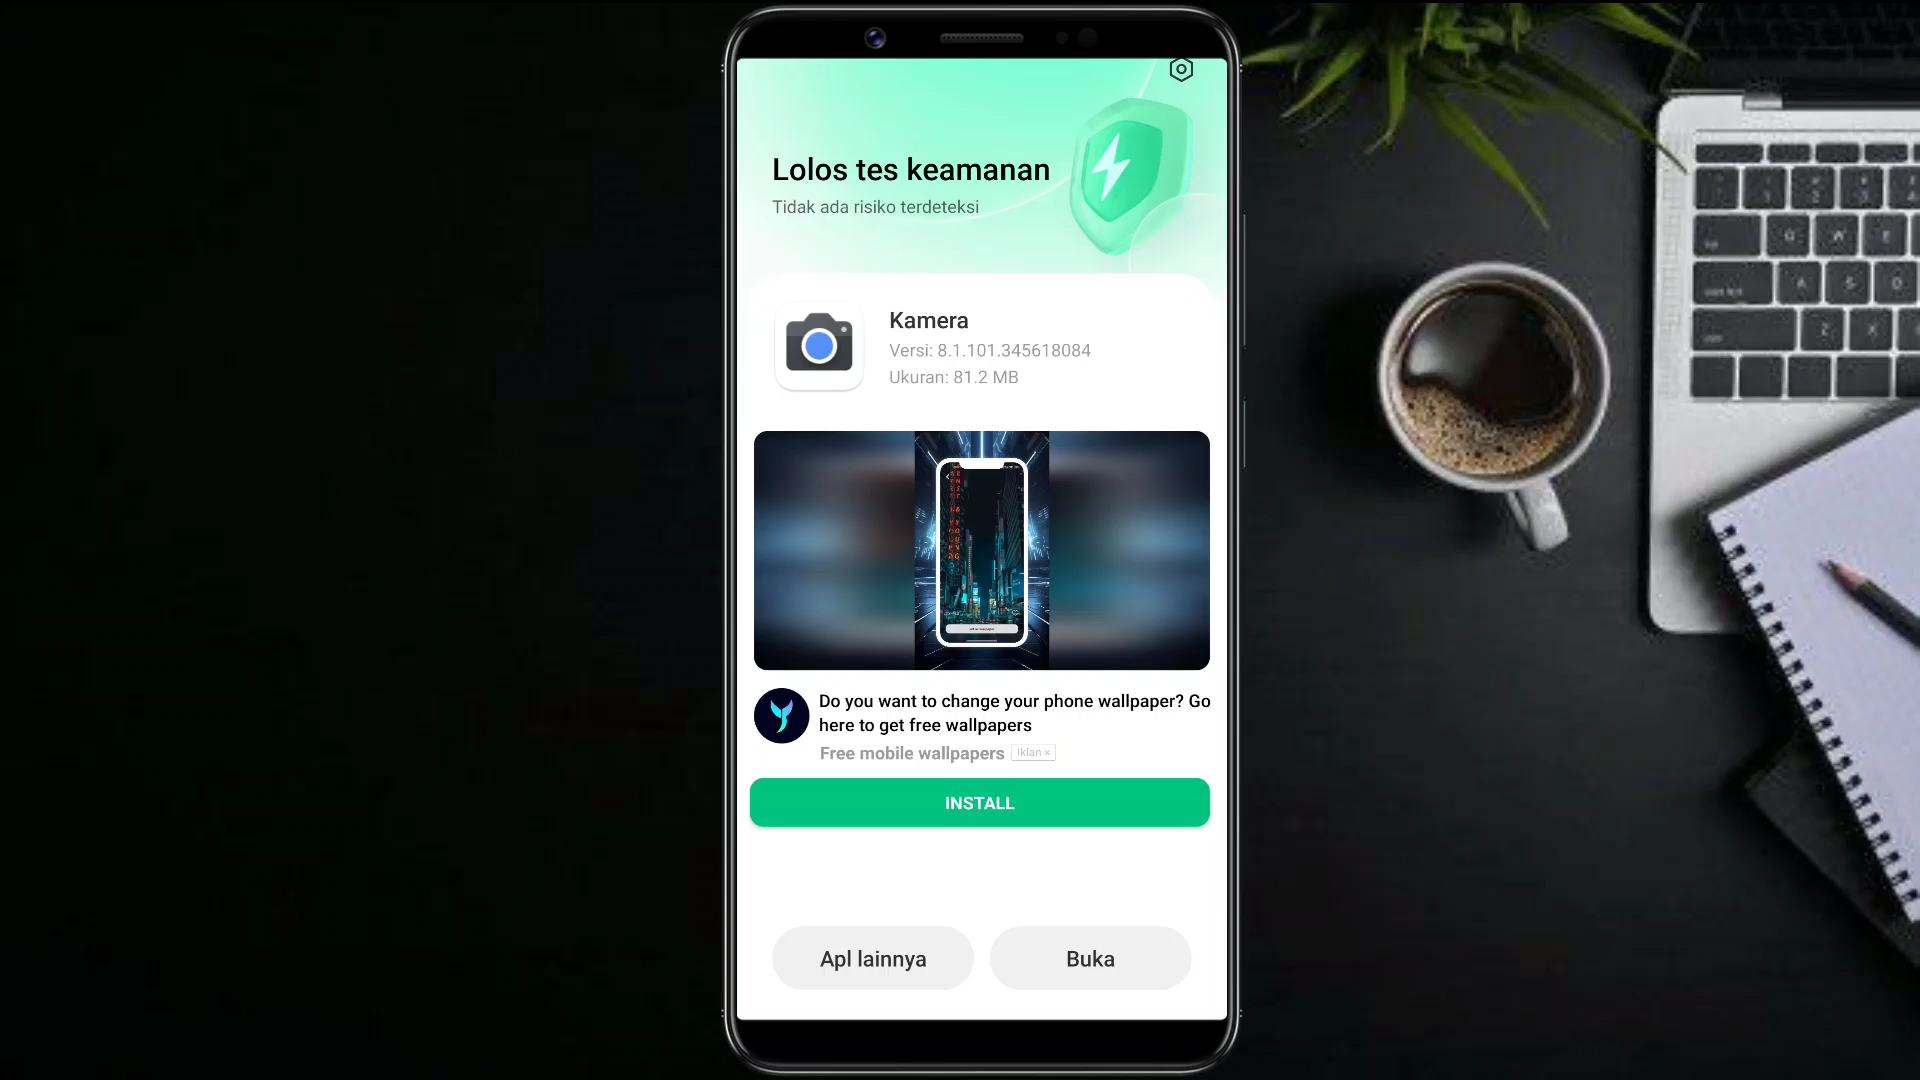 Lolos tes keamanan
Tidak ada risiko terdeteksi
Kamera
Versi: 8.1.101.345618084
Ukuran: 81.2 MB
Do you want to change your phone wallpaper? Go
here to get free wallpapers
Free mobile wallpapers Iklan ×
INSTALL
Apl lainnya
Buka